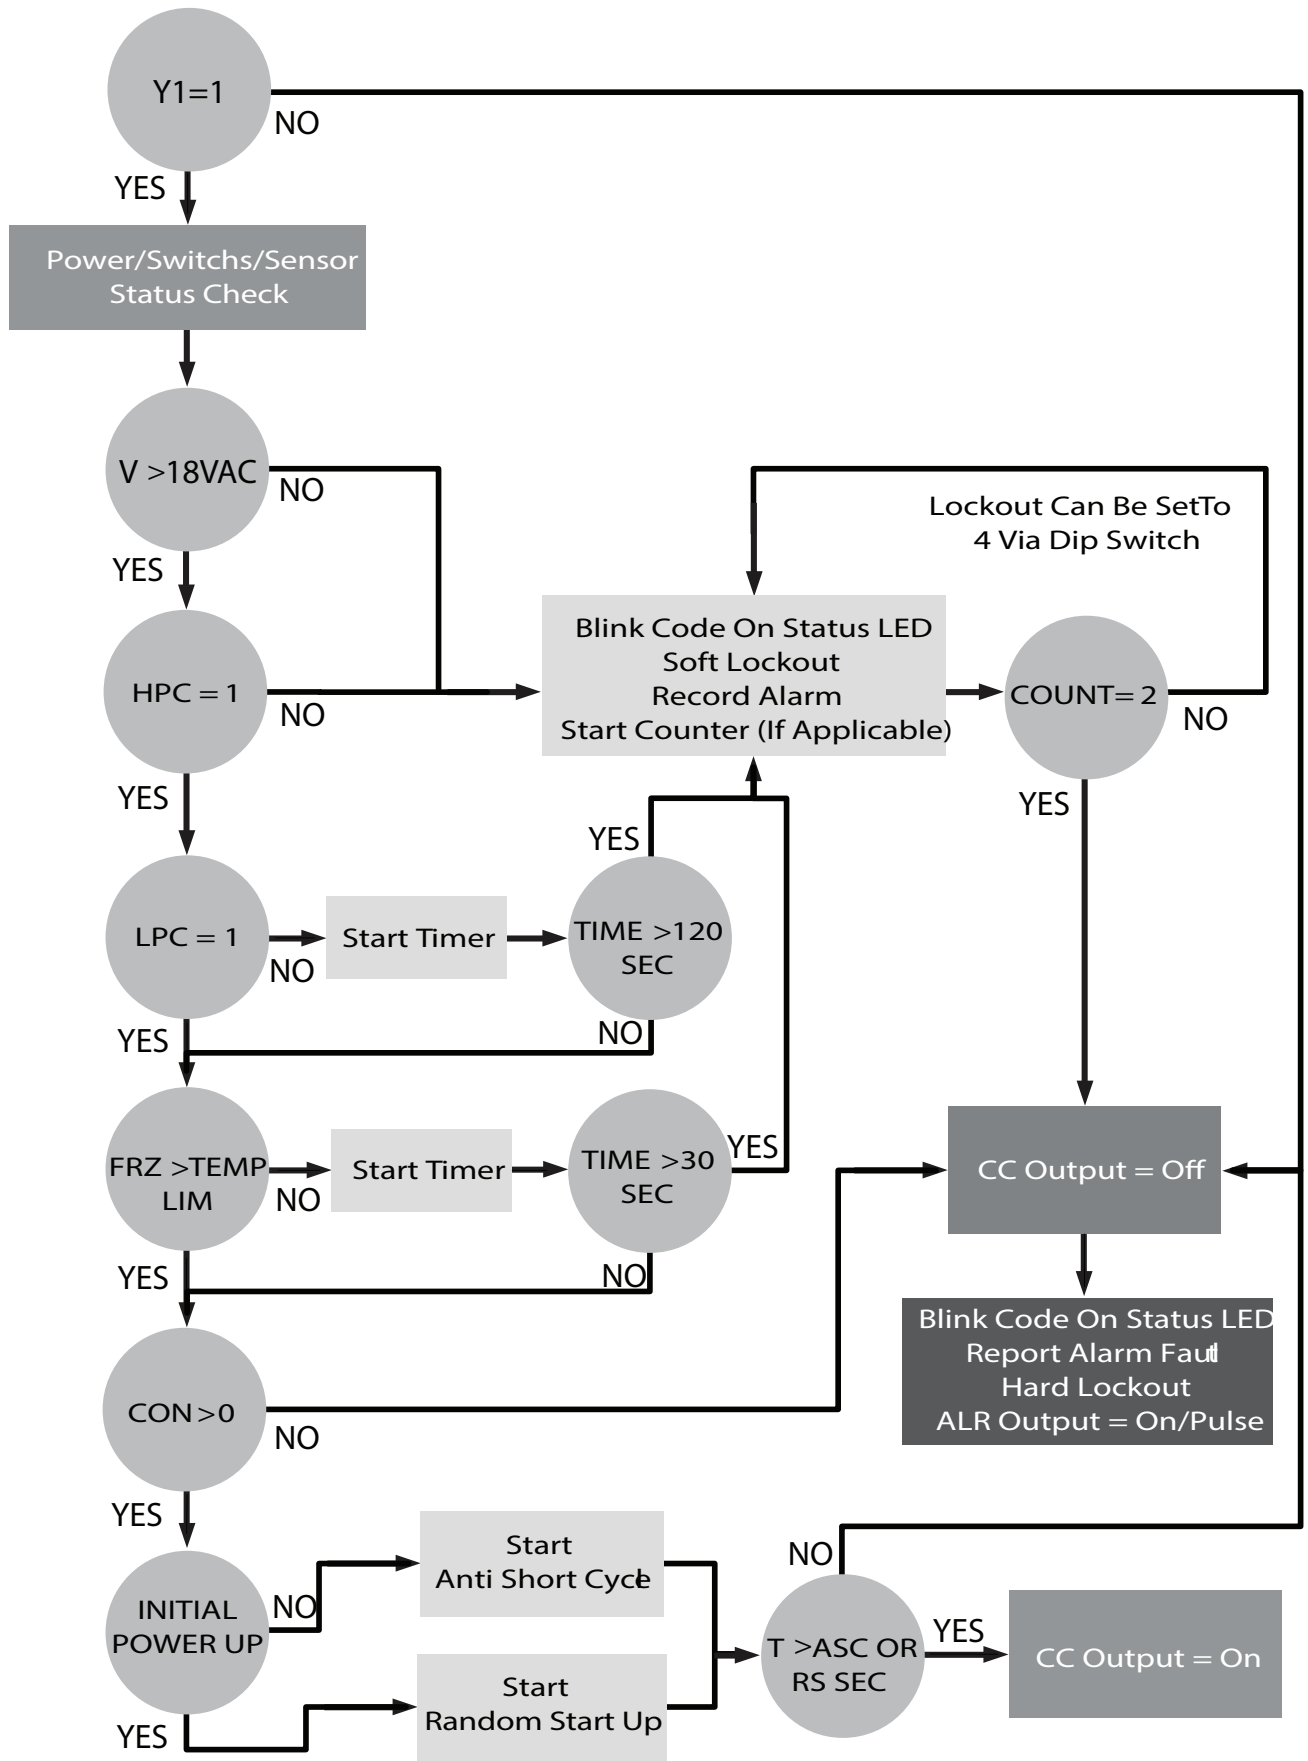 Y1=1
NO
YES
Power/Switchs/Sensor
Status Check
V >18VAC
NO
YES
Lockout Can Be SetTo
4 Via Dip Switch
HPC = 1
NO
YES
Blink Code On Status LED
Soft Lockout
Record Alarm
Start Counter (If Applicable)
COUNT= 2
NO
YES
LPC = 1
NO
YES
Start Timer
TIME >120
SEC
YES
NO
FRZ >TEMP
LIM
NO
YES
Start Timer
TIME >30
SEC
YES
NO
CC Output = Off
Blink Code On Status LED
Report Alarm Fault
Hard Lockout
ALR Output = On/Pulse
CON >0
NO
YES
INITIAL
POWER UP
NO
YES
Start
Anti Short Cycle
Start
Random Start Up
T >ASC OR
RS SEC
NO
YES
CC Output = On